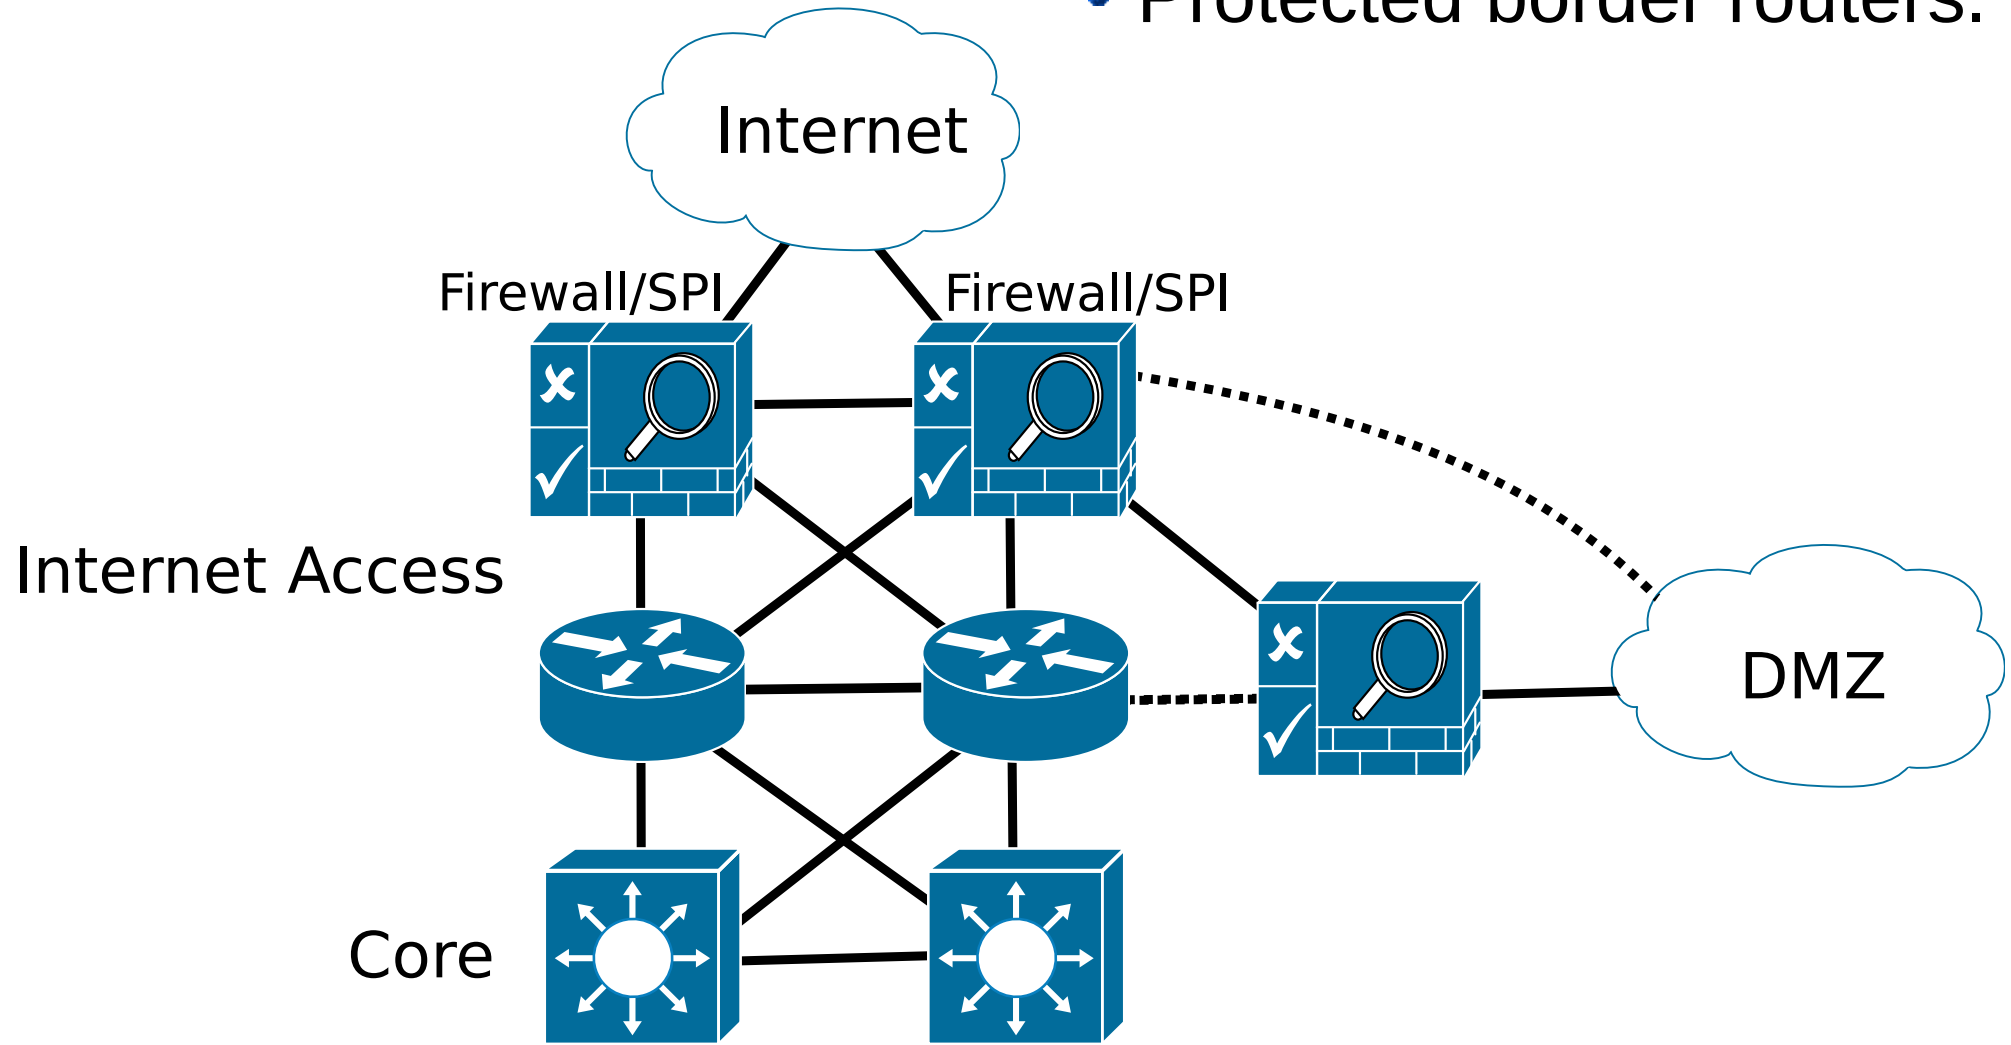 • Protected border routers.
Internet
Firewall/SPI
Firewall/SPI
Internet Access
DMZ
Core